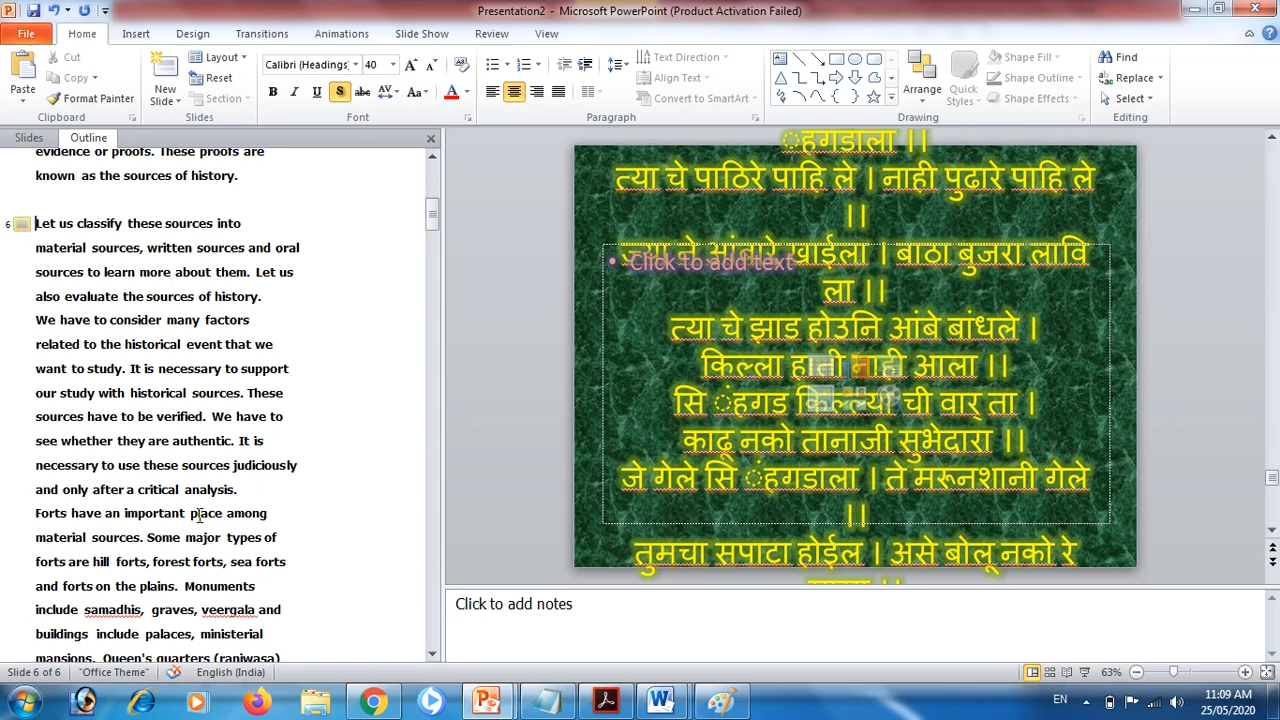 Presentation2 - Microsoft PowerPoint (Product Activation Failed)
File Home Insert Design Transitions Animations Slide Show Review View
Cut
Copy
Format Painter
Paste
Clipboard
New Slide
Layout
Reset
Section
Slides
Calibri (Headings) 40
Font
Text Direction
Align Text
Convert to SmartArt
Paragraph
Arrange
Quick Styles
Shape Fill
Shape Outline
Shape Effects
Drawing
Find
Replace
Select
Editing
Slides Outline
evidence or proofs. These proofs are
known as the sources of history.
6 Let us classify these sources into
material sources, written sources and oral
sources to learn more about them. Let us
also evaluate the sources of history.
We have to consider many factors
related to the historical event that we
want to study. It is necessary to support
our study with historical sources. These
sources have to be verified. We have to
see whether they are authentic. It is
necessary to use these sources judiciously
and only after a critical analysis.
Forts have an important place among
material sources. Some major types of
forts are hill forts, forest forts, sea forts
and forts on the plains. Monuments
include samadhis, graves, veergala and
buildings include palaces, ministerial
mansions, Queen's quarters (raniwasa)
ंहगडाला ||
त्या चे पाठिरे पाहि ले | नाही पुढारे पाहि ले
||
ज्या ने आंबारे खाईला | बाठा बुजरा लावि
ला ||
• Click to add text
त्या चे झाड होउनि आंबे बांधले |
किल्ला हाती नाही आला ||
सि ंहगड किल्ल्या ची वार् ता |
काढू नको तानाजी सुभेदारा ||
जे गेले सि ंहगडाला | ते मरूनशानी गेले
||
तुमचा सपाटा होईल | असे बोलू नको रे
Click to add notes
Slide 6 of 6 "Office Theme" English (India) 63%
EN 11:09 AM
25/05/2020